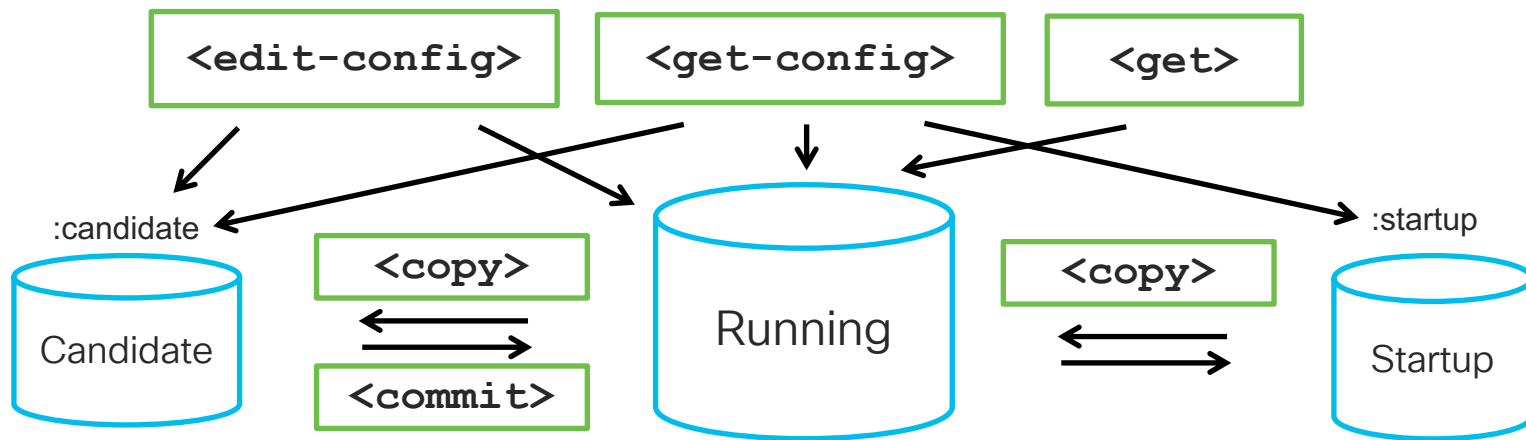 <edit-config>
<get-config>
<get>
:candidate
:startup
<copy>
<copy>
Candidate
Running
Startup
<commit>